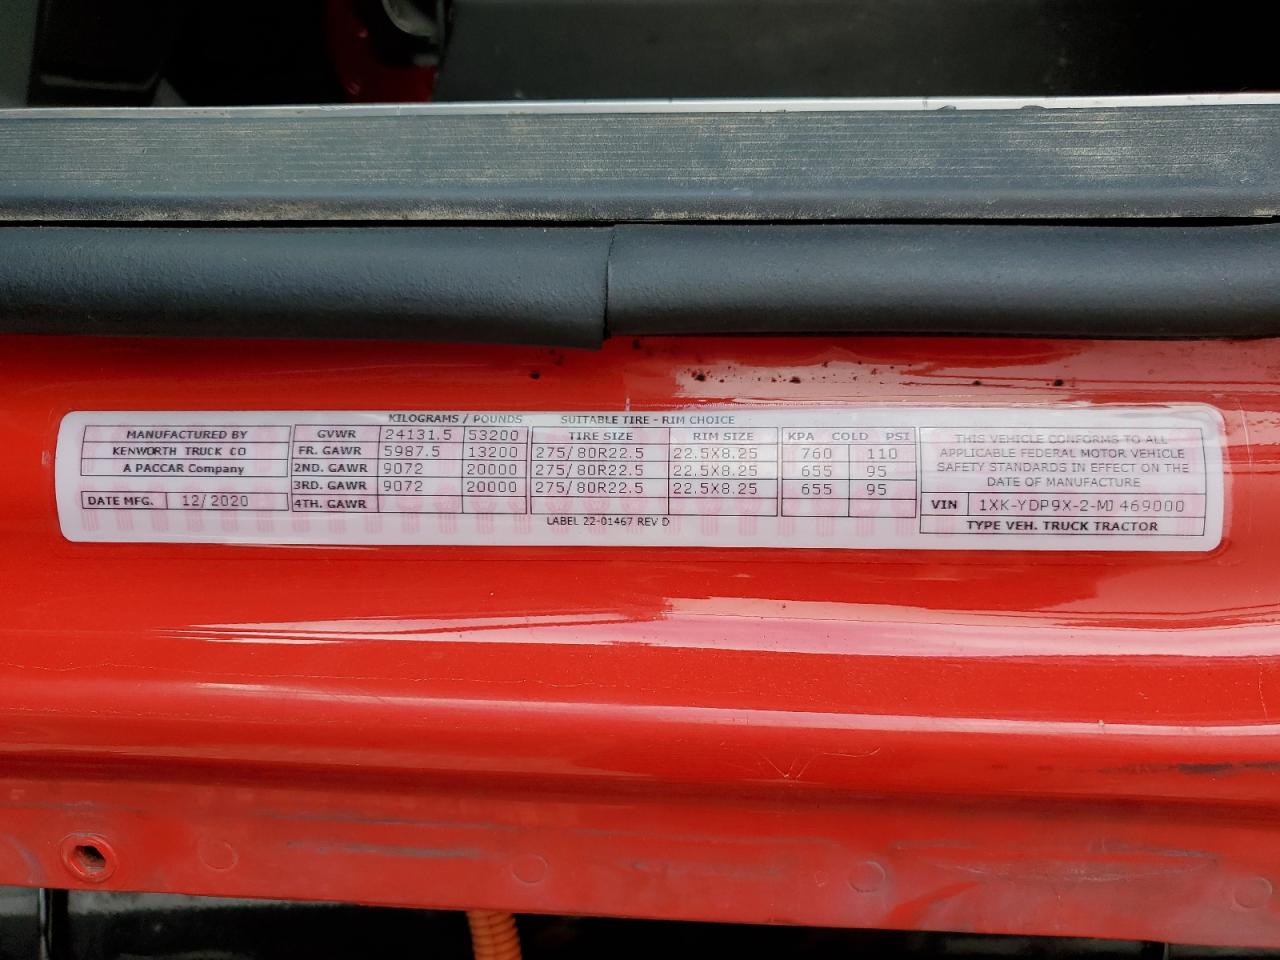 KILOGRAMS / POUNDS SUITABLE TIRE - RIM CHOICE
MANUFACTURED BY
KENWORTH TRUCK CO
A PACCAR Company
DATE MFG. 12/2020
GVWR 24131.5 53200 TIRE SIZE RIM SIZE KPA COLD PSI
FR. GAWR 5987.5 13200 275/80R22.5 22.5X8.25 760 110
2ND. GAWR 9072 20000 275/80R22.5 22.5X8.25 655 95
3RD. GAWR 9072 20000 275/80R22.5 22.5X8.25 655 95
4TH. GAWR
LABEL 22-01467 REV D
THIS VEHICLE CONFORMS TO ALL
APPLICABLE FEDERAL MOTOR VEHICLE
SAFETY STANDARDS IN EFFECT ON THE
DATE OF MANUFACTURE
VIN 1XK-YDP9X-2-MJ 469000
TYPE VEH. TRUCK TRACTOR